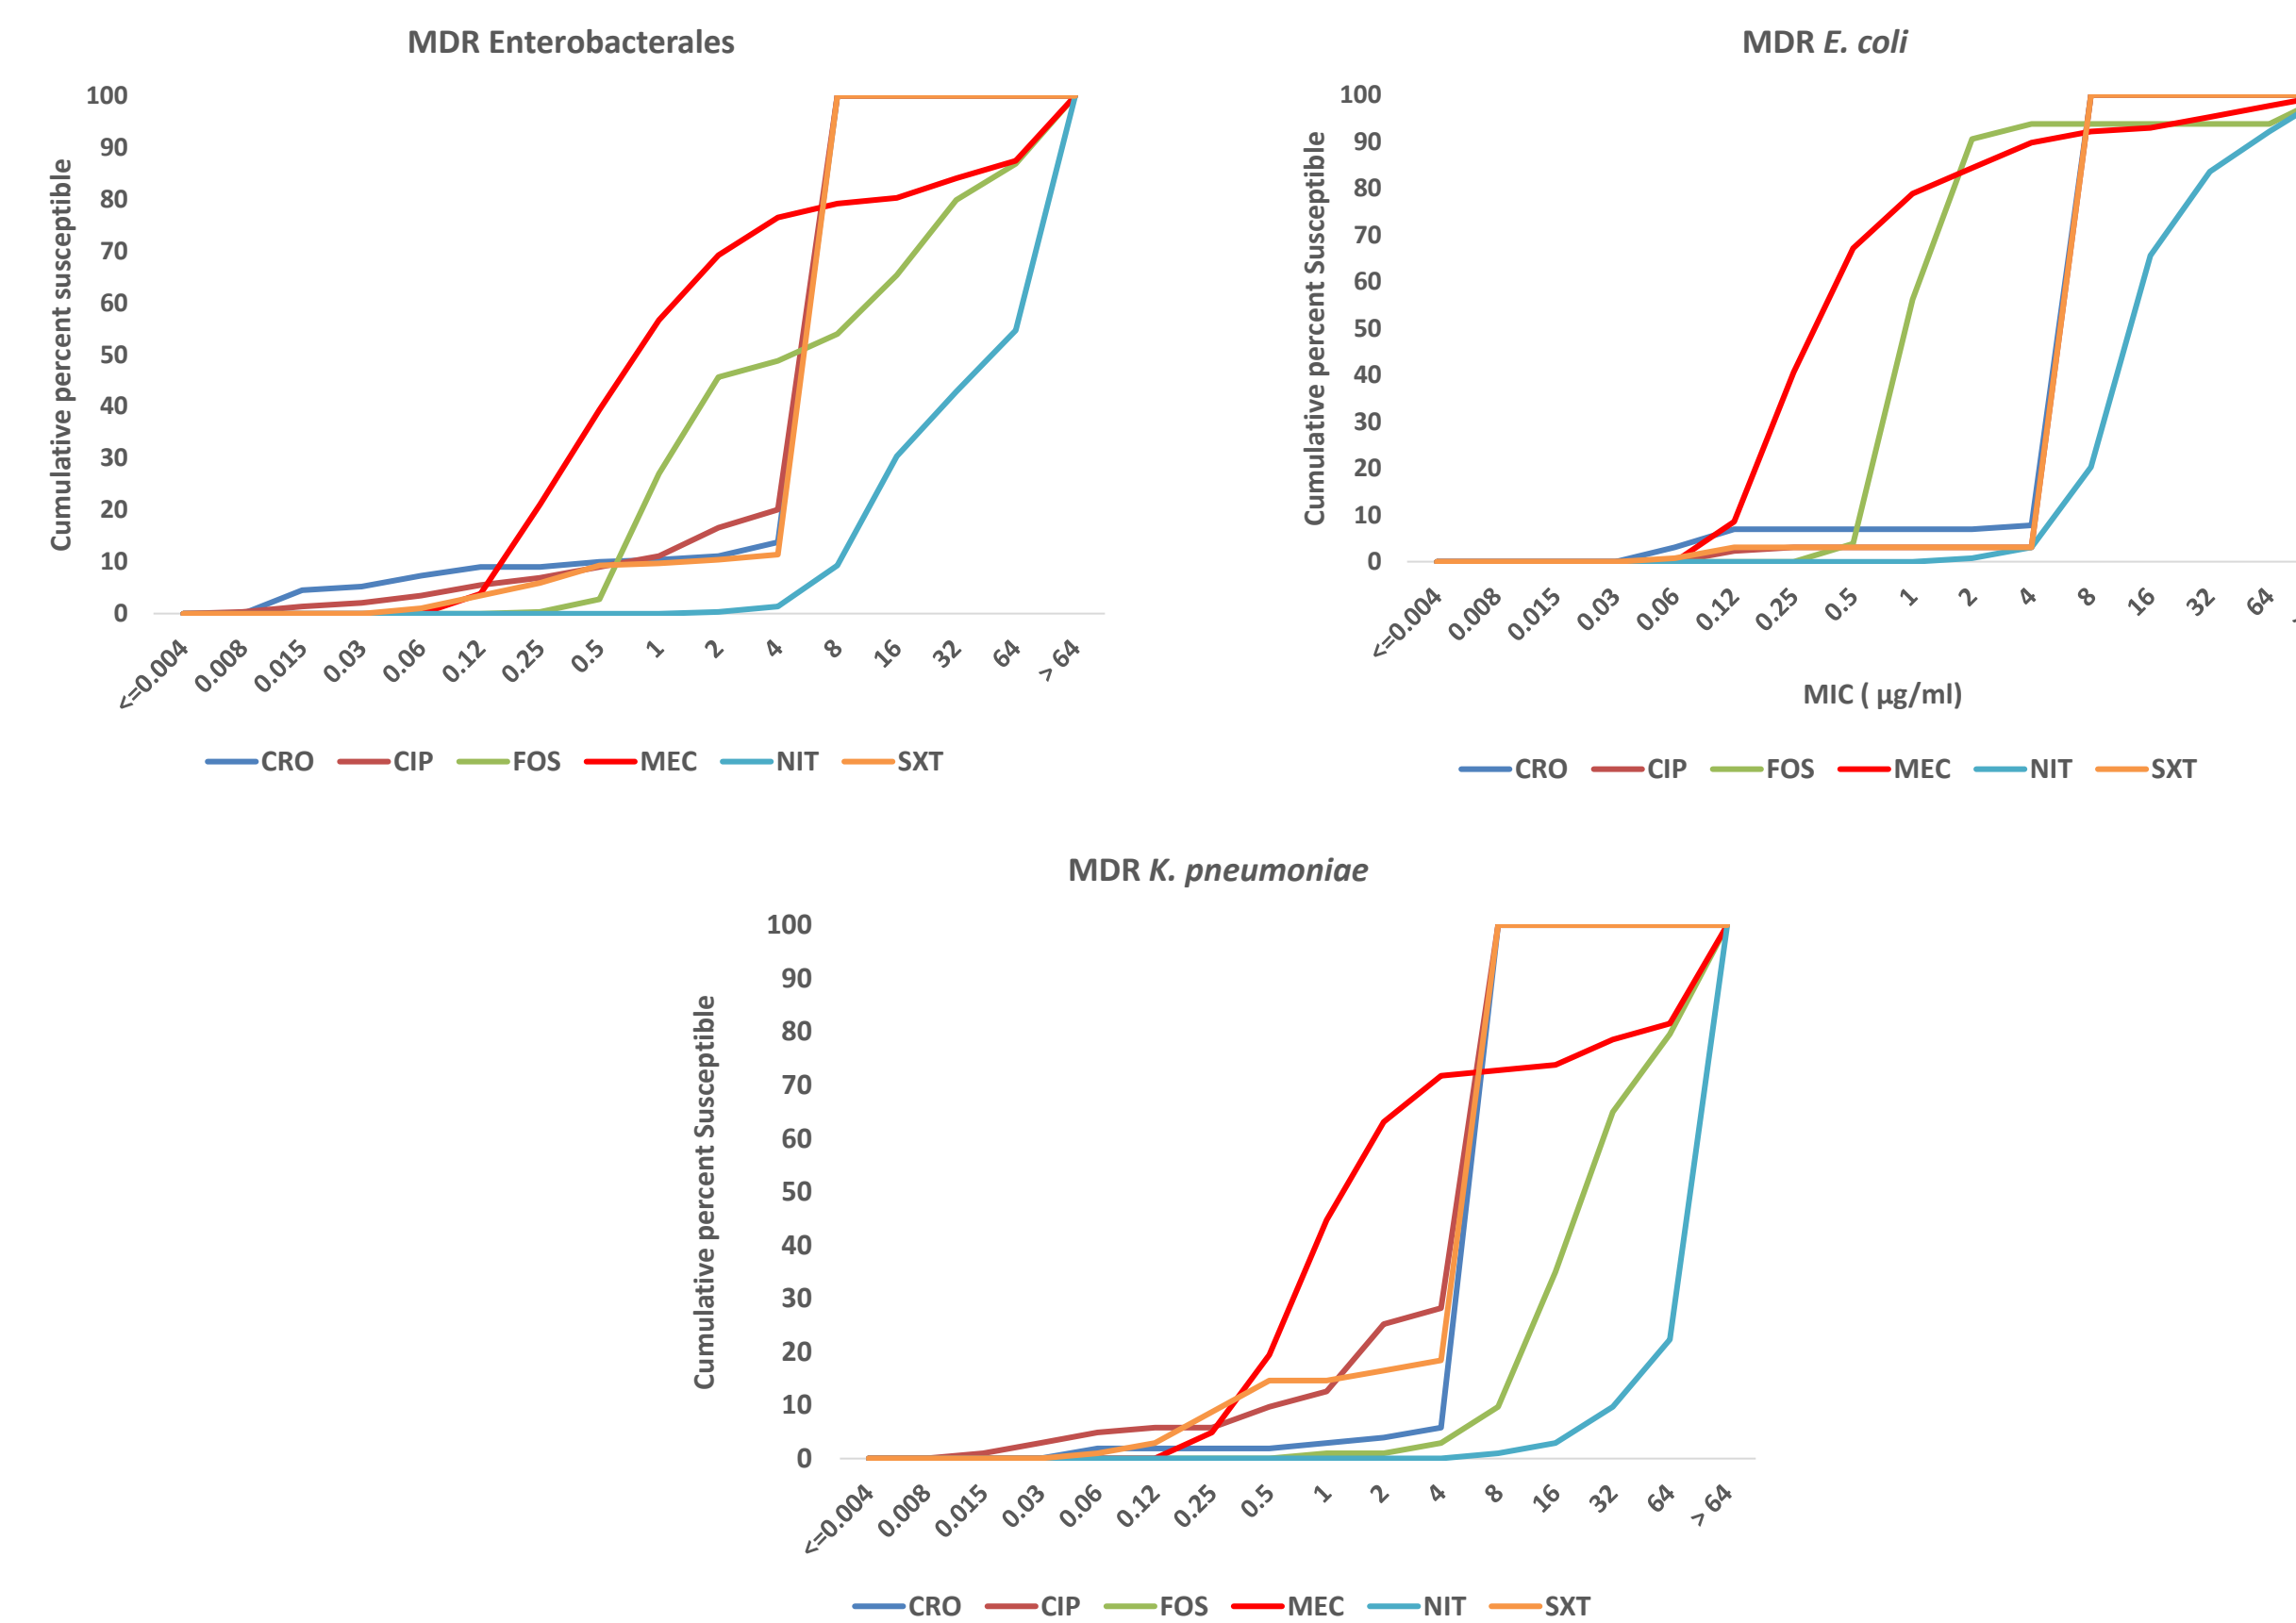 MDR Enterobacterales
Cumulative percent susceptible
100
90
80
70
60
50
40
30
20
10
0
<=0.004 0.008 0.015 0.03 0.06 0.12 0.25 0.5 1 2 4 8 16 32 64 > 64
CRO CIP FOS MEC NIT SXT
MDR E. coli
Cumulative percent Susceptible
100
90
80
70
60
50
40
30
20
10
0
<=0.004 0.008 0.015 0.03 0.06 0.12 0.25 0.5 1 2 4 8 16 32 64
MIC ( µg/ml)
CRO CIP FOS MEC NIT SXT
MDR K. pneumoniae
Cumulative percent Susceptible
100
90
80
70
60
50
40
30
20
10
0
<=0.004 0.008 0.015 0.03 0.06 0.12 0.25 0.5 1 2 4 8 16 32 64 > 64
CRO CIP FOS MEC NIT SXT